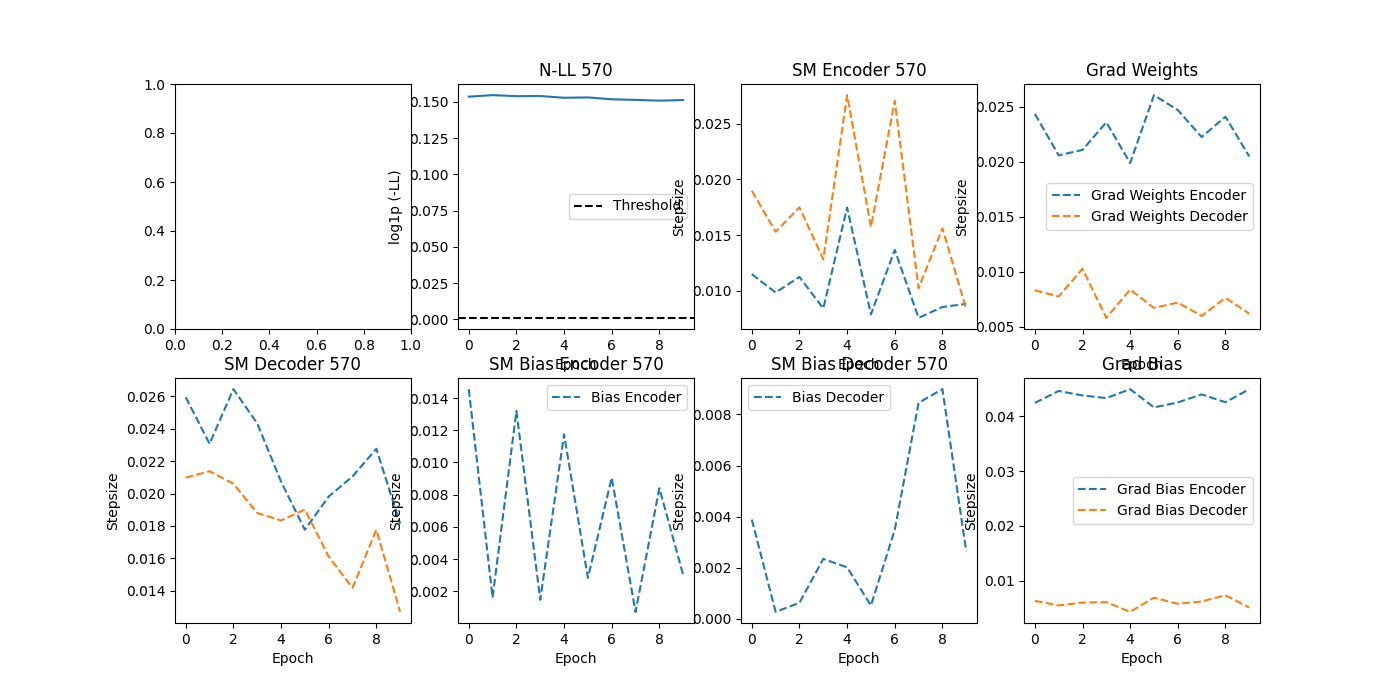 N-LL 570
SM Encoder 570
Grad Weights
1.0
0.8
0.6
0.4
0.2
0.0
0.0 0.2 0.4 0.6 0.8 1.0
log1p (-LL)
0.150
0.125
0.100
0.075
0.050
0.025
0.000
Threshold
0 2 4 6 8
Epoch
Stepsize
0.025
0.020
0.015
0.010
0 2 4 6 8
Epoch
Stepsize
0.025
0.020
0.015
0.010
0.005
Grad Weights Encoder
Grad Weights Decoder
0 2 4 6 8
Epoch
SM Decoder 570
SM Bias Encoder 570
SM Bias Decoder 570
Grad Bias
Stepsize
0.026
0.024
0.022
0.020
0.018
0.016
0.014
0 2 4 6 8
Epoch
Stepsize
0.014
0.012
0.010
0.008
0.006
0.004
0.002
Bias Encoder
0 2 4 6 8
Epoch
Stepsize
0.008
0.006
0.004
0.002
0.000
Bias Decoder
0 2 4 6 8
Epoch
Stepsize
0.04
0.03
0.02
0.01
Grad Bias Encoder
Grad Bias Decoder
0 2 4 6 8
Epoch